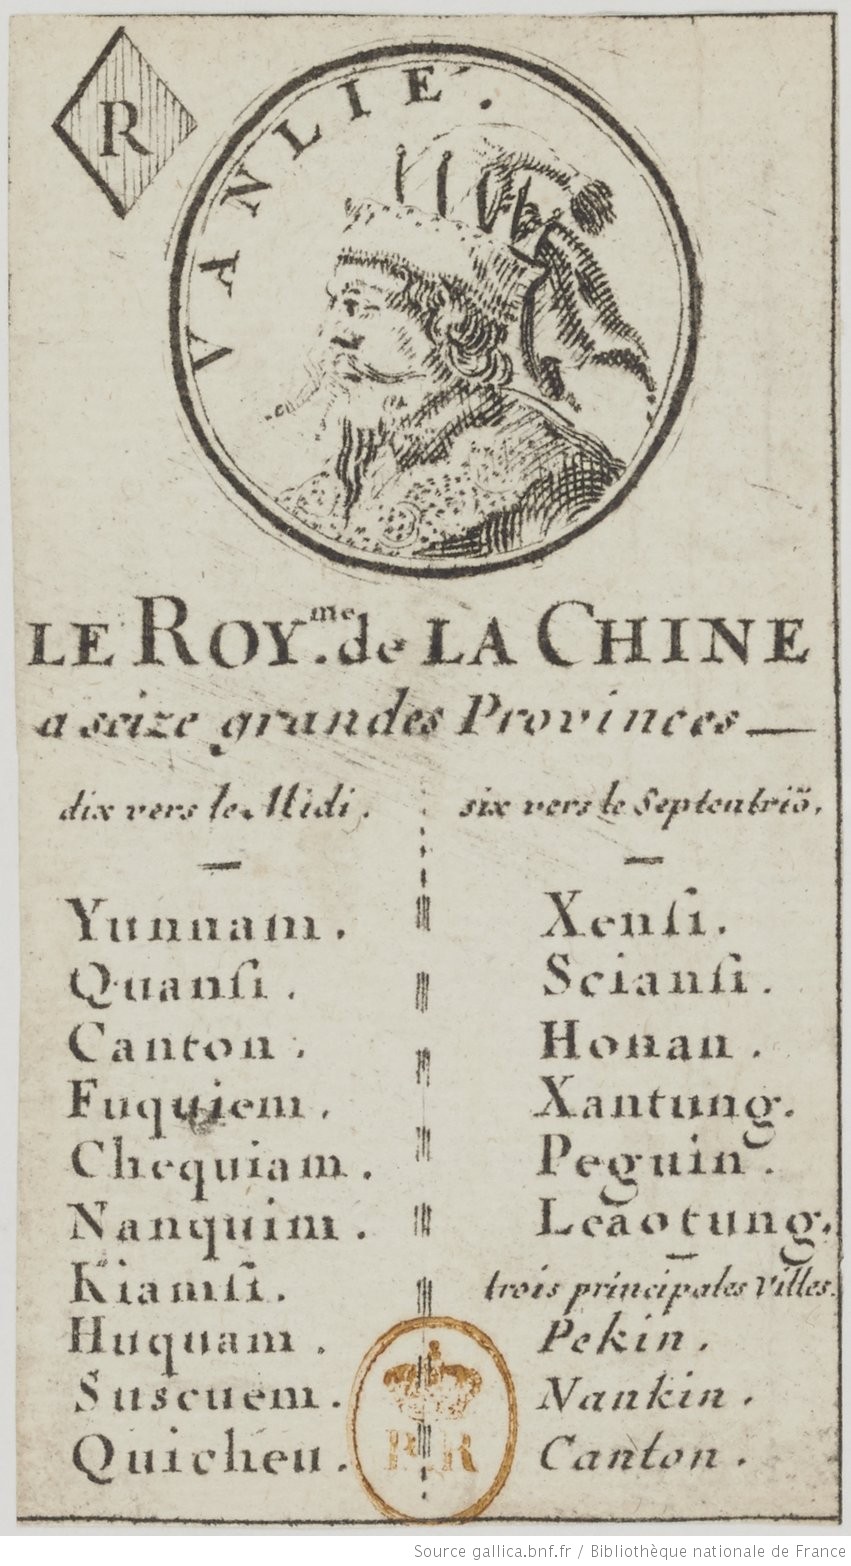 R
VANLIE.
LE ROY.me de LA CHINE
a seize grandes Provinces
dix vers le Midi.
Yunnam.
Quansi.
Canton.
Fuquiem.
Chequiam.
Nanquim.
Kiamsi.
Huquam.
Suscuem.
Quicheu.
six vers le Septentriõ.
Xensi.
Sciansi.
Honan.
Xantung.
Peguin.
Leaotung.
trois principales Villes.
Pekin.
Nankin.
Canton.
R
Source gallica.bnf.fr / Bibliothèque nationale de France